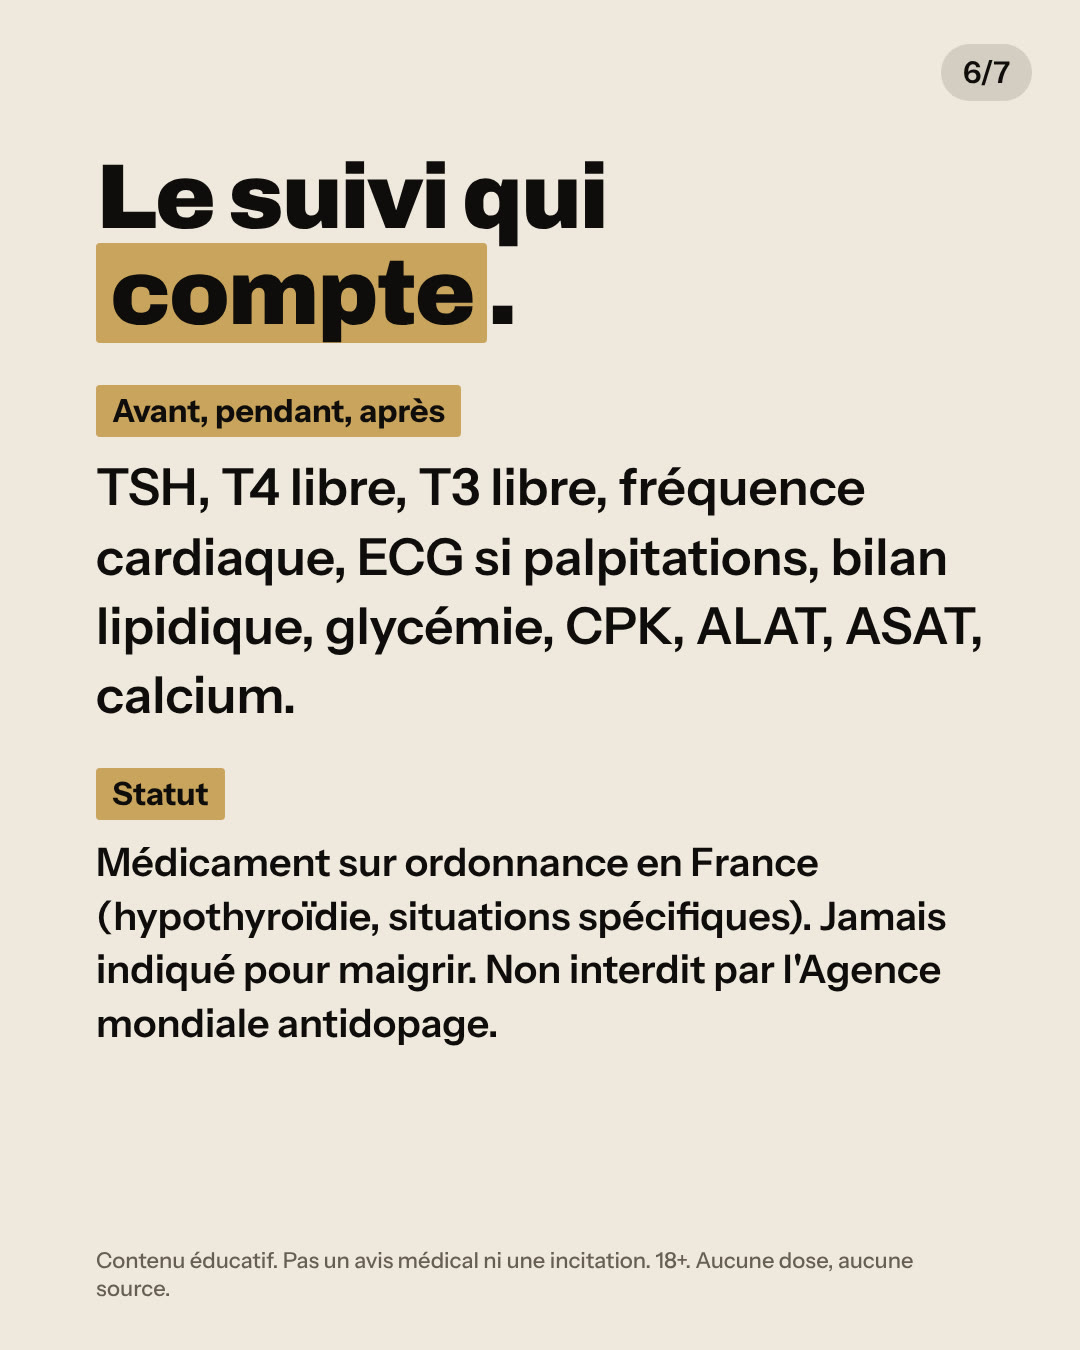 6/7
Le suivi qui
compte.
Avant, pendant, après
TSH, T4 libre, T3 libre, fréquence
cardiaque, ECG si palpitations, bilan
lipidique, glycémie, CPK, ALAT, ASAT,
calcium.
Statut
Médicament sur ordonnance en France
(hypothyroïdie, situations spécifiques). Jamais
indiqué pour maigrir. Non interdit par l'Agence
mondiale antidopage.
Contenu éducatif. Pas un avis médical ni une incitation. 18+. Aucune dose, aucune
source.